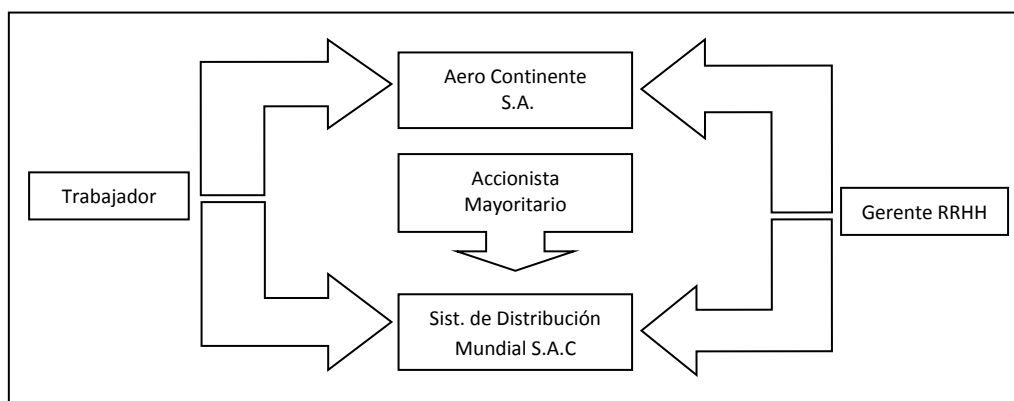 Aero Continente
S.A.
Trabajador
Accionista
Mayoritario
Gerente RRHH
Sist. de Distribución
Mundial S.A.C